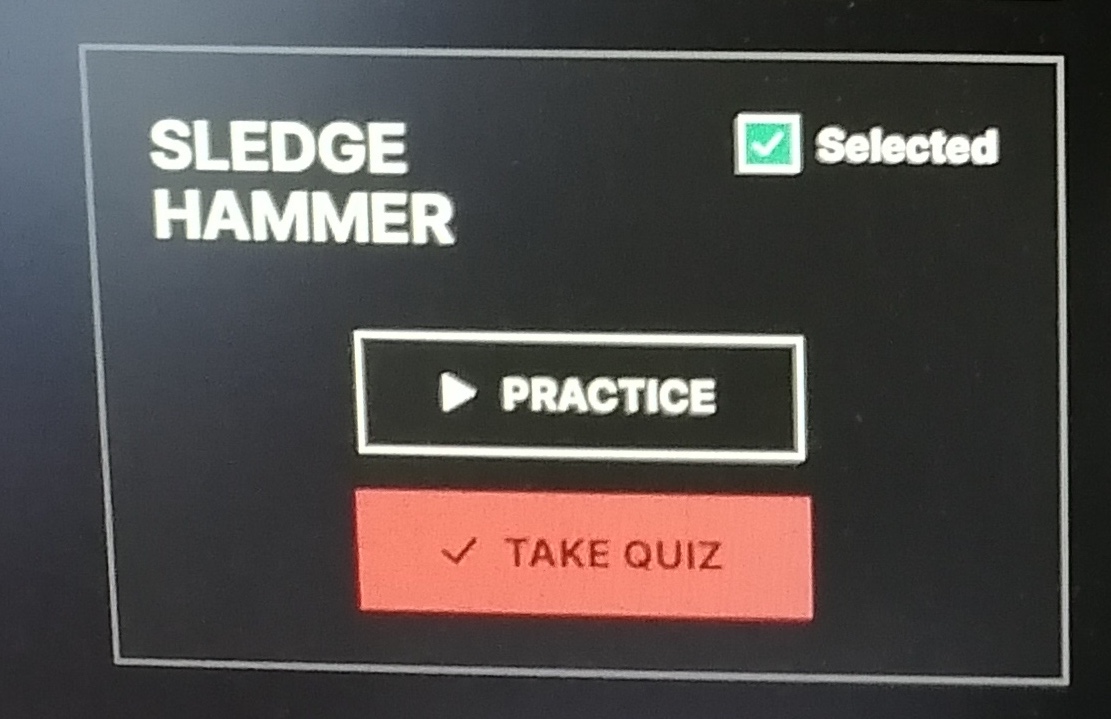 SLEDGE
HAMMER
Selected
PRACTICE
TAKE QUIZ